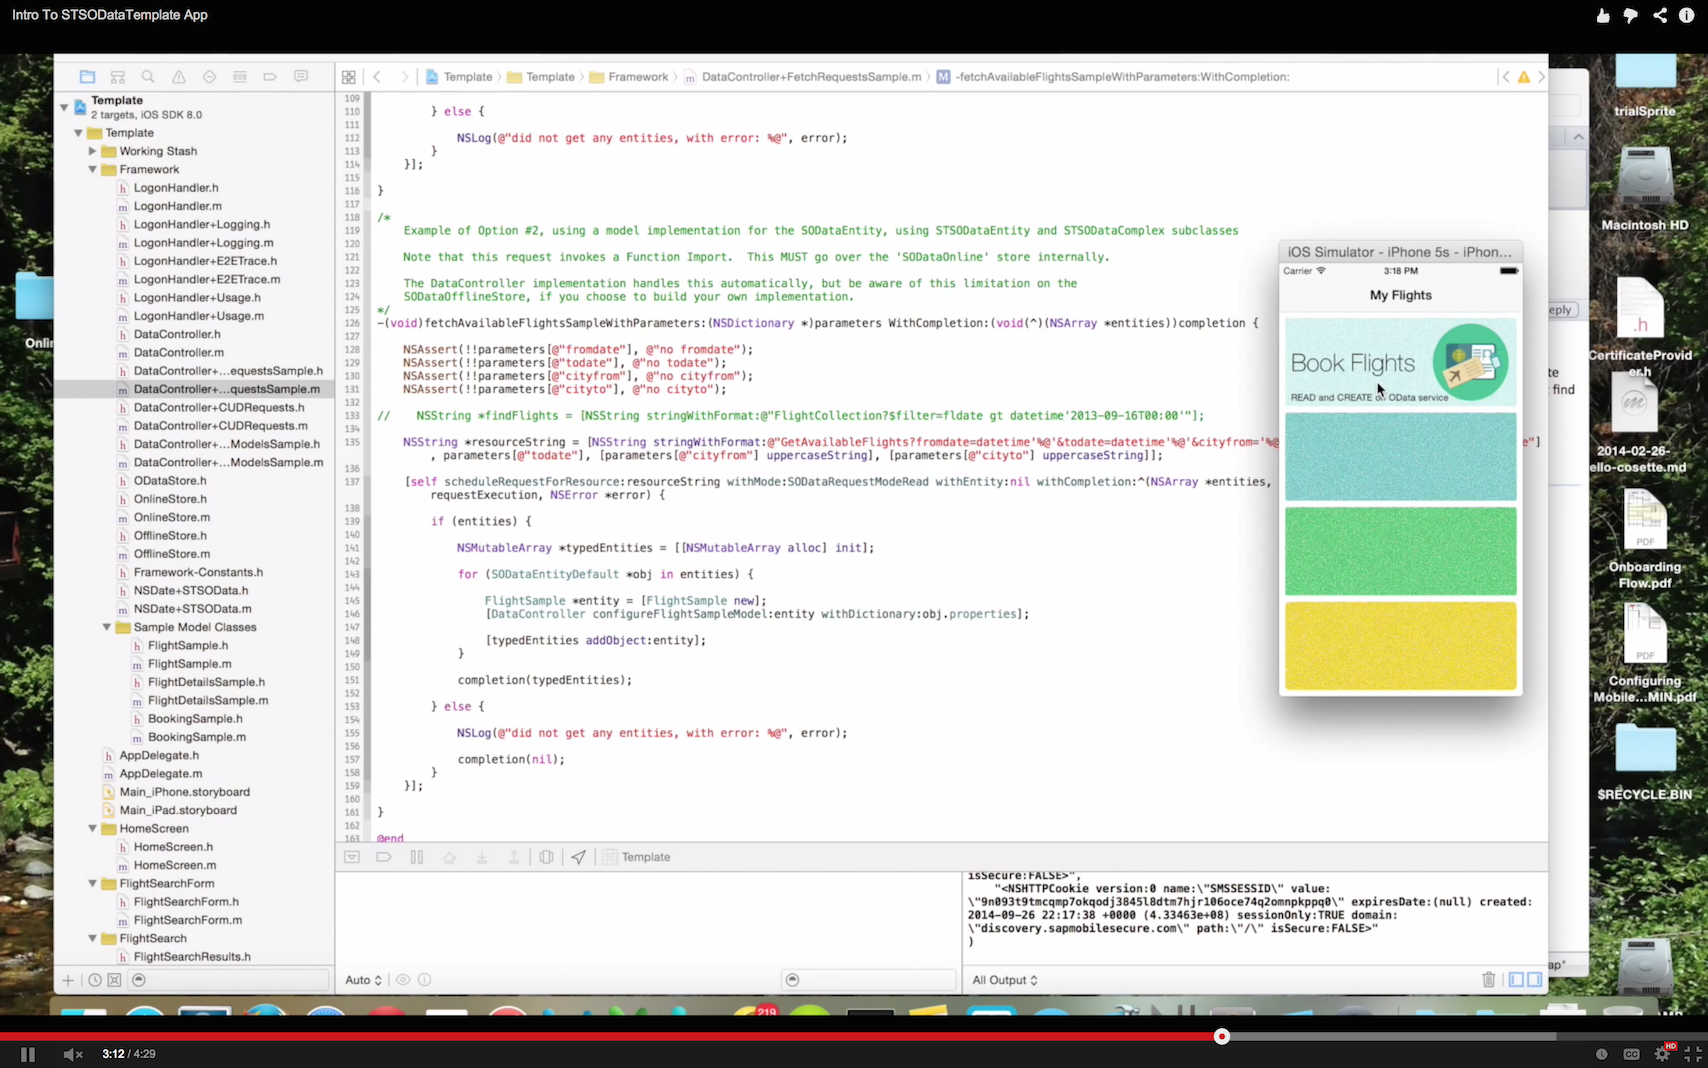 Intro To STSODataTemplate App
Template
2 targets, iOS SDK 8.0
Template
Working Stash
Framework
LogonHandler.h
LogonHandler.m
LogonHandler+Logging.h
LogonHandler+Logging.m
LogonHandler+E2ETrace.h
LogonHandler+E2ETrace.m
LogonHandler+Usage.h
LogonHandler+Usage.m
DataController.h
DataController.m
DataController+...equestsSample.h
DataController+...questsSample.m
DataController+CUDRequests.h
DataController+CUDRequests.m
DataController+...ModelsSample.h
DataController+...ModelsSample.m
ODataStore.h
OnlineStore.h
OnlineStore.m
OfflineStore.h
OfflineStore.m
Framework-Constants.h
NSDate+STSOData.h
NSDate+STSOData.m
Sample Model Classes
FlightSample.h
FlightSample.m
FlightDetailsSample.h
FlightDetailsSample.m
BookingSample.h
BookingSample.m
AppDelegate.h
AppDelegate.m
Main_iPhone.storyboard
Main_iPad.storyboard
HomeScreen
HomeScreen.h
HomeScreen.m
FlightSearchForm
FlightSearchForm.h
FlightSearchForm.m
FlightSearch
FlightSearchResults.h
Template Template Framework DataController+FetchRequestsSample.m M -fetchAvailableFlightsSampleWithParameters:WithCompletion:
109
110 } else {
111
112 NSLog(@"did not get any entities, with error: %@", error);
113 }
114 }];
115
116 }
117
118 /*
119 Example of Option #2, using a model implementation for the SODataEntity, using STSODataEntity and STSODataComplex subclasses
120
121 Note that this request invokes a Function Import. This MUST go over the 'SODataOnline' store internally.
122
123 The DataController implementation handles this automatically, but be aware of this limitation on the
124 SODataOfflineStore, if you choose to build your own implementation.
125 */
126 -(void)fetchAvailableFlightsSampleWithParameters:(NSDictionary *)parameters WithCompletion:(void(^)(NSArray *entities))completion {
127
128 NSAssert(!!parameters[@"fromdate"], @"no fromdate");
129 NSAssert(!!parameters[@"todate"], @"no todate");
130 NSAssert(!!parameters[@"cityfrom"], @"no cityfrom");
131 NSAssert(!!parameters[@"cityto"], @"no cityto");
132
133 // NSString *findFlights = [NSString stringWithFormat:@"FlightCollection?$filter=fldate gt datetime'2013-09-16T00:00'"];
134
135 NSString *resourceString = [NSString stringWithFormat:@"GetAvailableFlights?fromdate=datetime'%@'&todate=datetime'%@'&cityfrom='%@
, parameters[@"todate"], [parameters[@"cityfrom"] uppercaseString], [parameters[@"cityto"] uppercaseString]];
136
137 [self scheduleRequestForResource:resourceString withMode:SODataRequestModeRead withEntity:nil withCompletion:^(NSArray *entities,
requestExecution, NSError *error) {
138
139 if (entities) {
140
141 NSMutableArray *typedEntities = [[NSMutableArray alloc] init];
142
143 for (SODataEntityDefault *obj in entities) {
144
145 FlightSample *entity = [FlightSample new];
146 [DataController configureFlightSampleModel:entity withDictionary:obj.properties];
147
148 [typedEntities addObject:entity];
149 }
150
151 completion(typedEntities);
152
153 } else {
154
155 NSLog(@"did not get any entities, with error: %@", error);
156
157 completion(nil);
158 }
159 }];
160
161 }
162
163 @end
iOS Simulator - iPhone 5s - iPhon...
Carrier 3:18 PM
My Flights
Book Flights
READ and CREATE OData service
Template
isSecure:FALSE>",
"<NSHTTPCookie version:0 name:\"SMSSESSID\" value:
\"9n093t9tmcqmp7okqodj3845l8dtm7hjr106oce74q2omnpkppq0\" expiresDate:(null) created:
2014-09-26 22:17:38 +0000 (4.33463e+08) sessionOnly:TRUE domain:
\"discovery.sapmobilesecure.com\" path:\"/\" isSecure:FALSE>"
)
Auto
All Output
trialSprite
Macintosh HD
eply
.h
CertificateProvid
er.h
te
t find
2014-02-26-
ello-cosette.md
PDF
Onboarding
Flow.pdf
PDF
Configuring
Mobile...MIN.pdf
$RECYCLE.BIN
ap"
Onlin
219
3:12 / 4:29
CC
HD